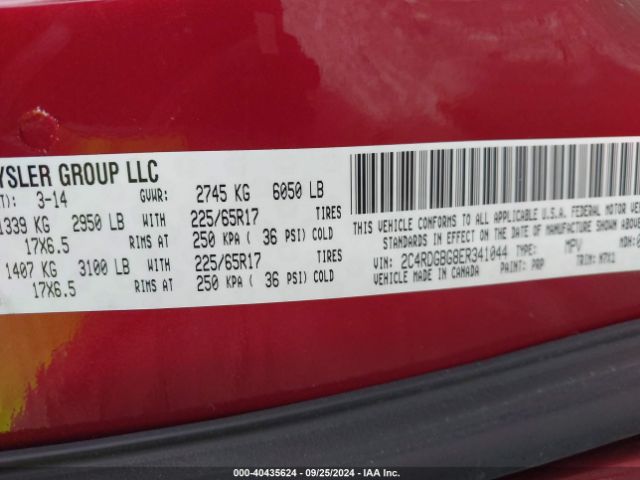 YSLER GROUP LLC
T): 3-14 GVWR: 2745 KG 6050 LB
1339 KG 2950 LB WITH 225/65R17 TIRES
17X6.5 RIMS AT 250 KPA ( 36 PSI) COLD
1407 KG 3100 LB WITH 225/65R17 TIRES
17X6.5 RIMS AT 250 KPA ( 36 PSI) COLD
THIS VEHICLE CONFORMS TO ALL APPLICABLE U.S.A. FEDERAL MOTOR VE
STANDARDS IN EFFECT ON THE DATE OF MANUFACTURE SHOWN ABOVE
VIN: 2C4RDGBG8ER341044 TYPE: MPV MDH:
VEHICLE MADE IN CANADA PAINT: PRP TRIM:
000-40435624 | 09/25/2024 | IAA Inc.